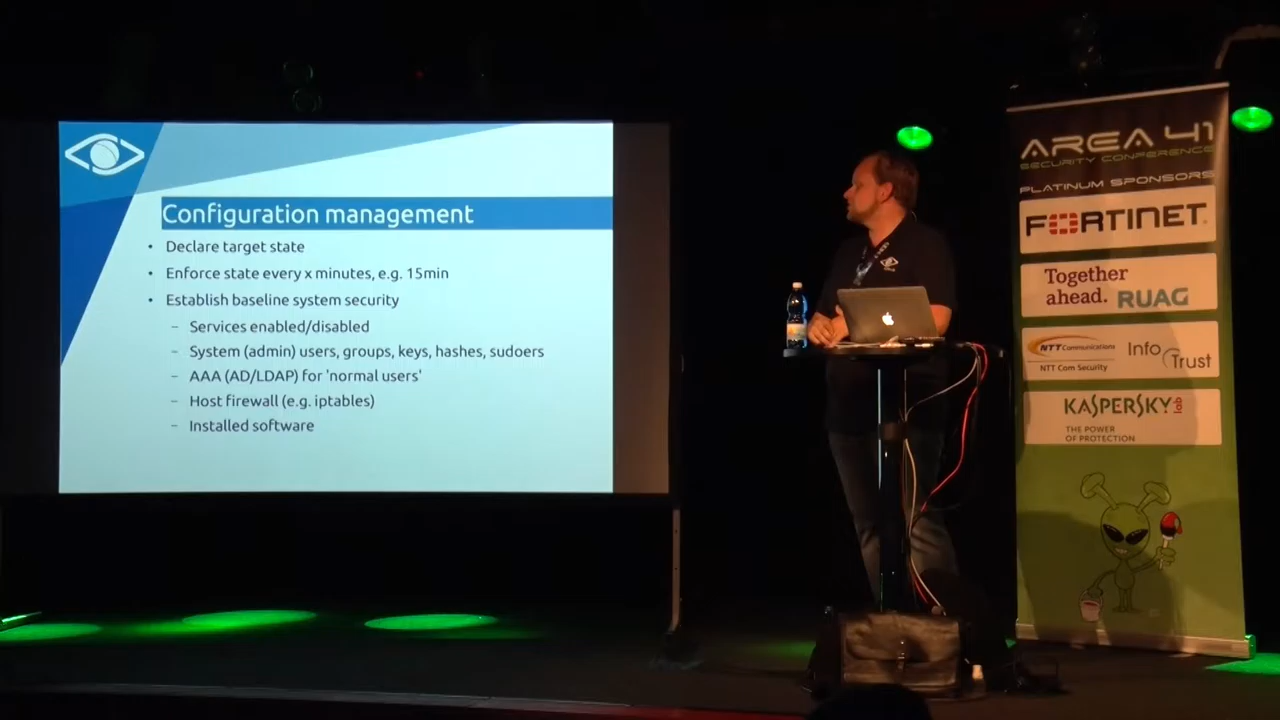 Configuration management
• Declare target state
• Enforce state every x minutes, e.g. 15min
• Establish baseline system security
– Services enabled/disabled
– System (admin) users, groups, keys, hashes, sudoers
– AAA (AD/LDAP) for 'normal users'
– Host firewall (e.g. iptables)
– Installed software
AREA 41
SECURITY CONFERENCE
PLATINUM SPONSORS
FORTINET
Together
ahead. RUAG
NTT Communications
NTT Com Security
Info
Trust
KASPERSKY lab
THE POWER
OF PROTECTION